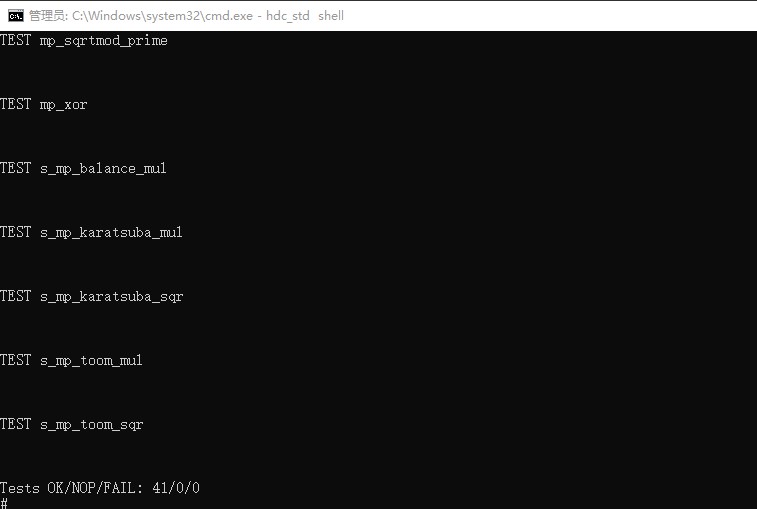 管理员: C:\Windows\system32\cmd.exe - hdc_std  shell
TEST mp_sqrtmod_prime
TEST mp_xor
TEST s_mp_balance_mul
TEST s_mp_karatsuba_mul
TEST s_mp_karatsuba_sqr
TEST s_mp_toom_mul
TEST s_mp_toom_sqr
Tests OK/NOP/FAIL: 41/0/0
#